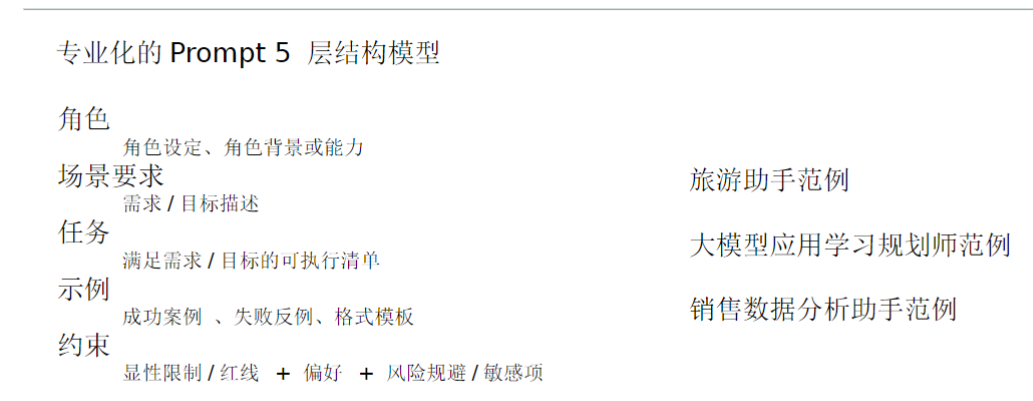 专业化的 Prompt 5 层结构模型
角色
角色设定、角色背景或能力
场景要求
需求 / 目标描述
任务
满足需求 / 目标的可执行清单
示例
成功案例 、失败反例、格式模板
约束
显性限制 / 红线 + 偏好 + 风险规避 / 敏感项
旅游助手范例
大模型应用学习规划师范例
销售数据分析助手范例